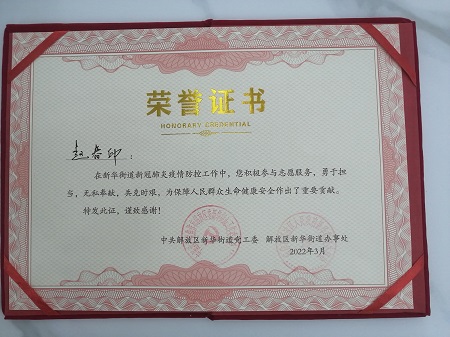 荣誉证书
HONORARY CREDENTIAL
赵春印：
在新华街道新冠肺炎疫情防控工作中，您积极参与志愿服务，勇于担
当，无私奉献，共克时艰，为保障人民群众生命健康安全作出了重要贡献。
特发此证，谨致感谢！
中共解放区新华街道党工委 解放区新华街道办事处
2022年3月